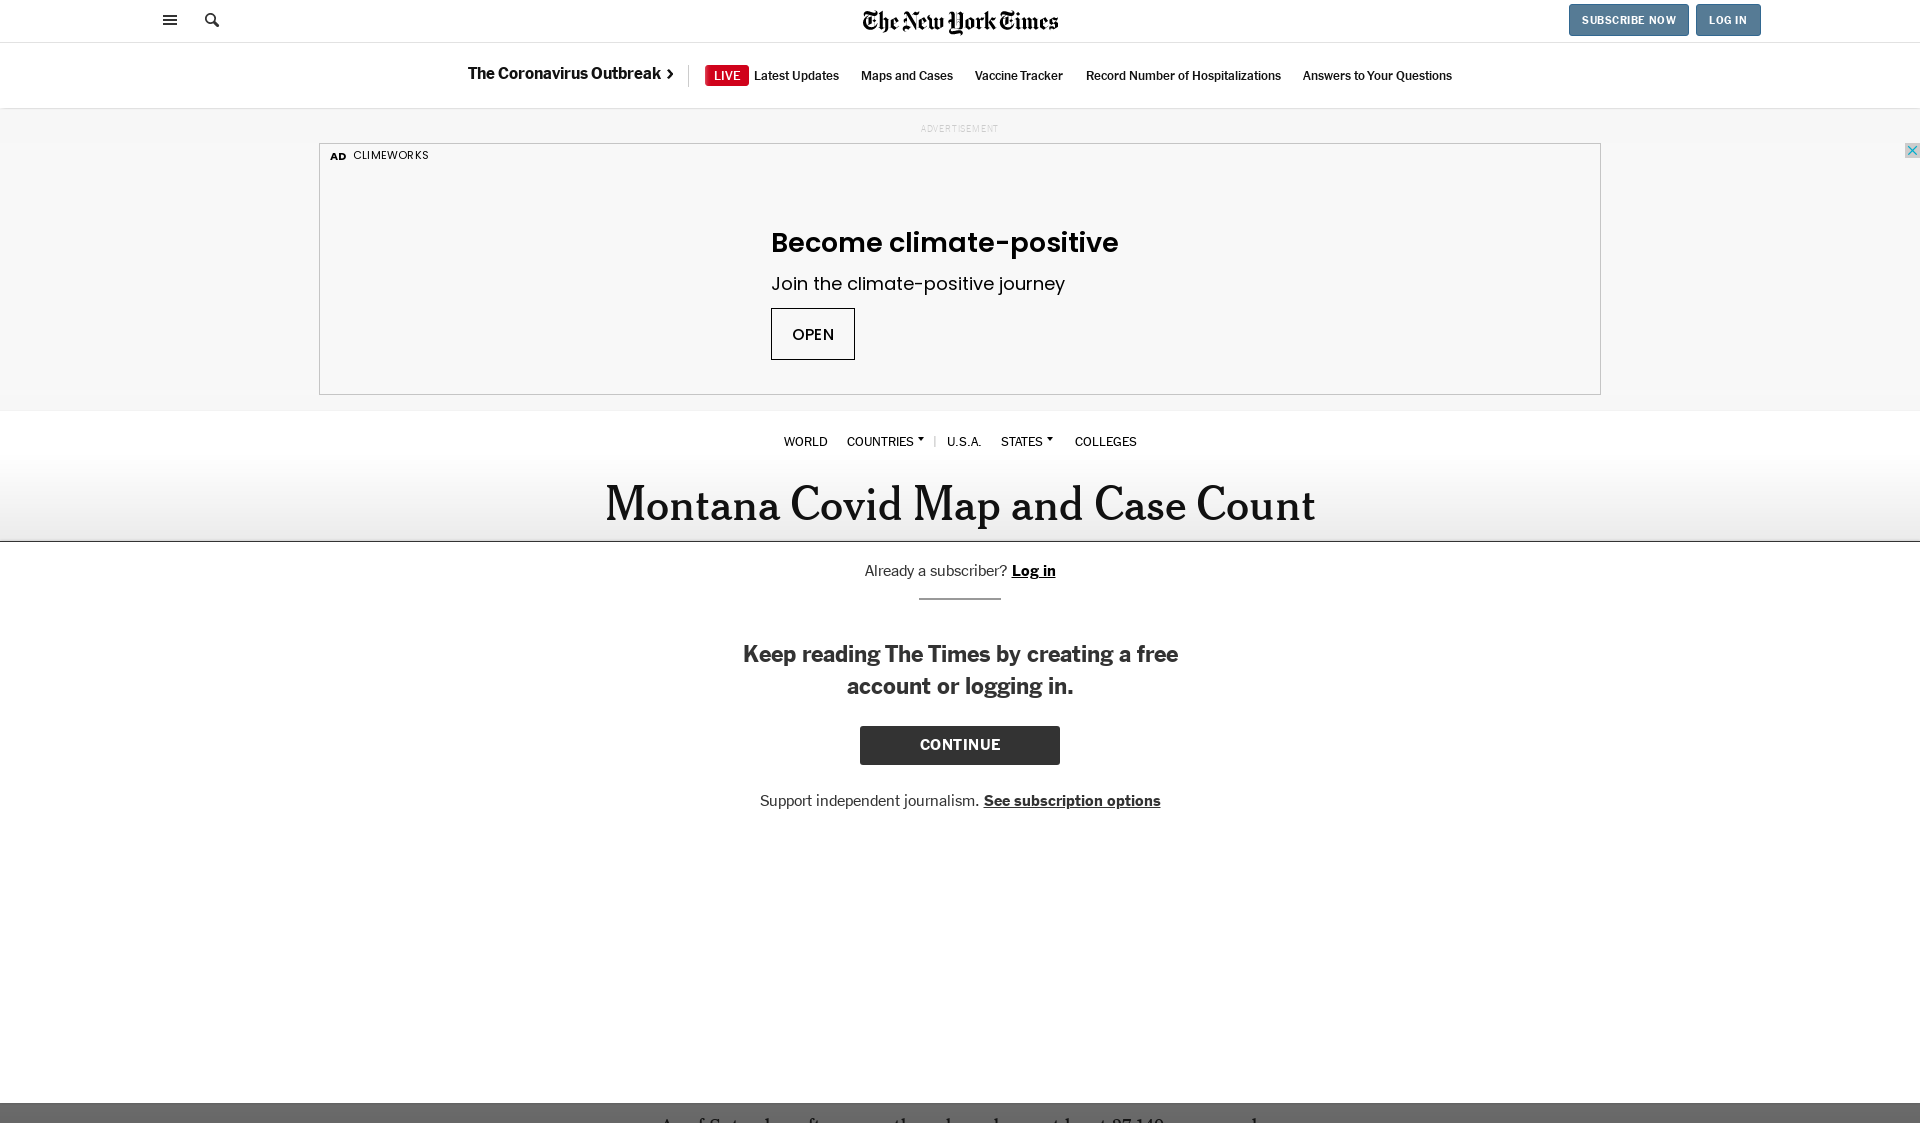 The New York Times
SUBSCRIBE NOW
LOG IN
The Coronavirus Outbreak
LIVE Latest Updates
Maps and Cases
Vaccine Tracker
Record Number of Hospitalizations
Answers to Your Questions
ADVERTISEMENT
AD CLIMEWORKS
Become climate-positive
Join the climate-positive journey
OPEN
WORLD
COUNTRIES
U.S.A.
STATES
COLLEGES
Montana Covid Map and Case Count
Already a subscriber? Log in
Keep reading The Times by creating a free
account or logging in.
CONTINUE
Support independent journalism. See subscription options